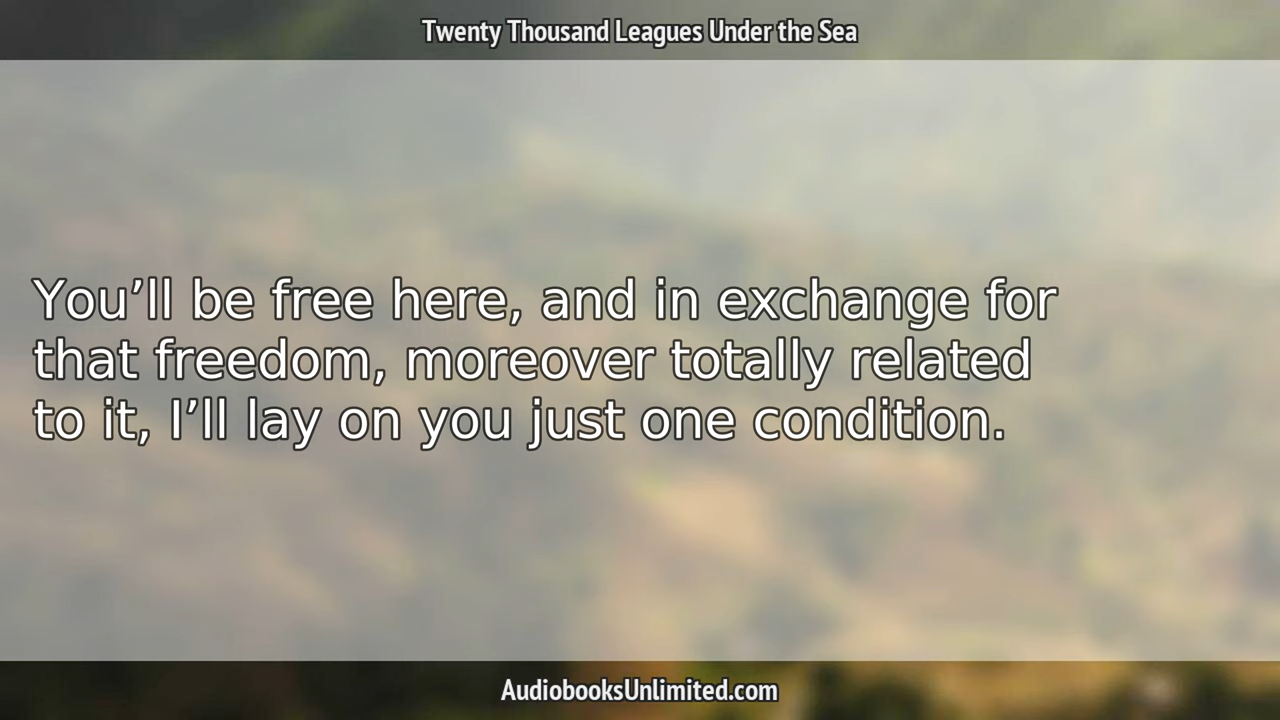 Twenty Thousand Leagues Under the Sea
You’ll be free here, and in exchange for
that freedom, moreover totally related
to it, I’ll lay on you just one condition.
AudiobooksUnlimited.com